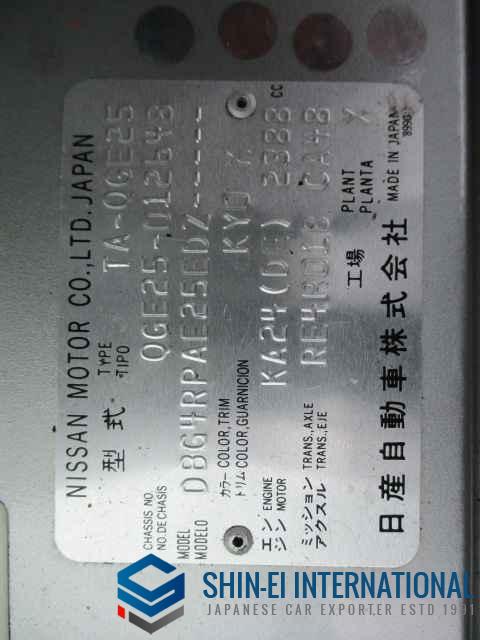 NISSAN MOTOR CO.,LTD.JAPAN
型式 TYPE TIPO TA-QGE25
CHASSIS NO. NO.DECHASIS QGE25-012648
MODEL MODELO DBG4RPAE25EDZ-----
カラー COLOR,TRIM
トリム COLOR,GUARNICION
エンジン ENGINE MOTOR KA24(DE) 2388 CC
ミッション TRANS.,AXLE
アクスル TRANS.,EJE RE4R01B CA48
工場 PLANT PLANTA
日産自動車株式会社 MADE IN JAPAN
SHIN-EI INTERNATIONAL
JAPANESE CAR EXPORTER ESTD 1991